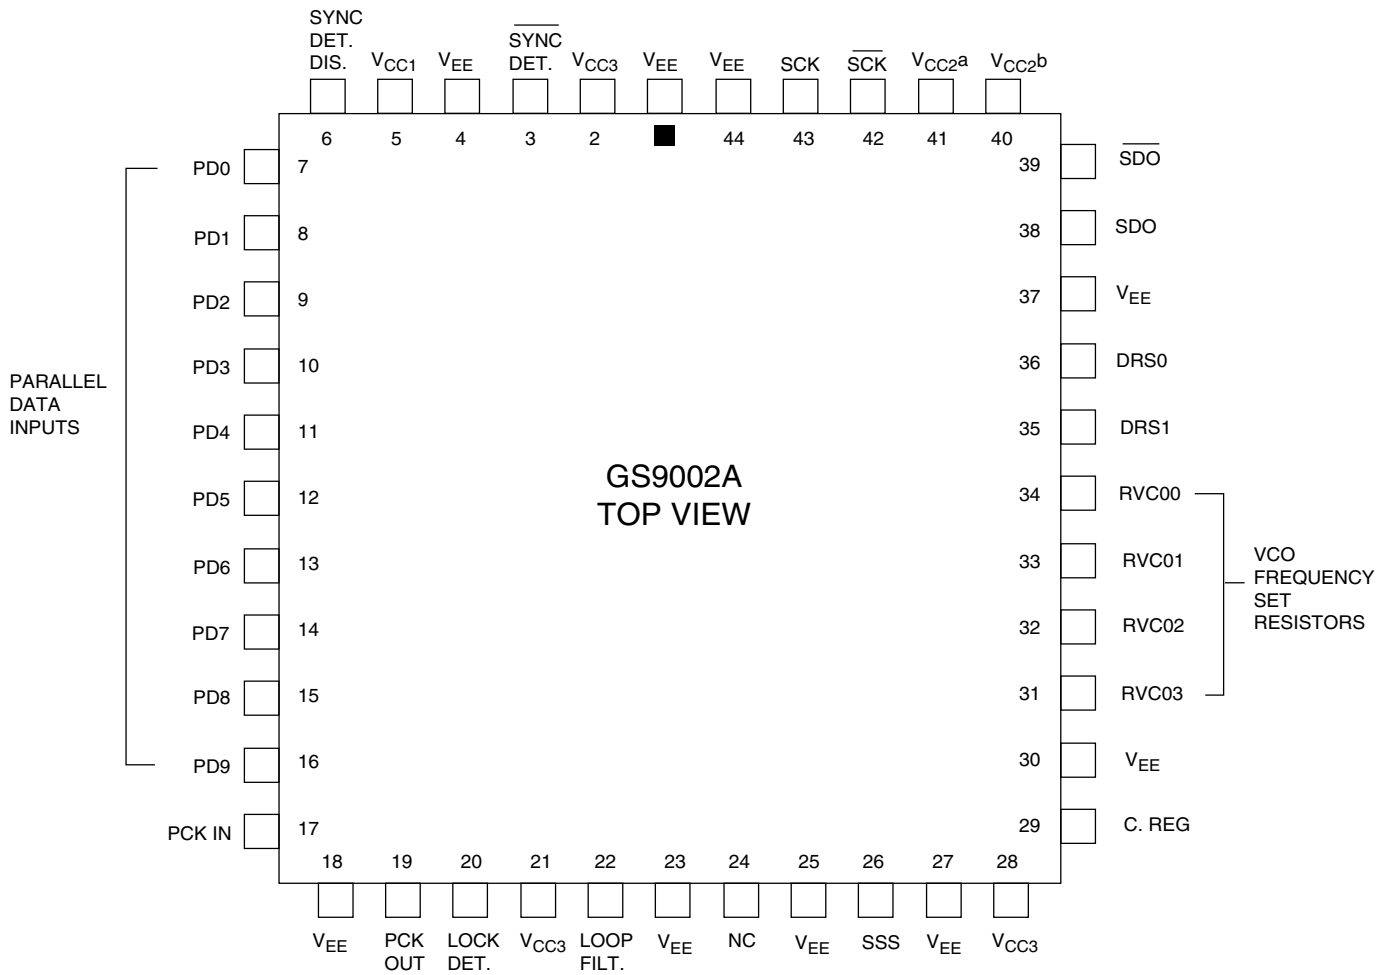 SYNC
DET.
DIS.
VCC1
VEE
SYNC
DET.
VCC3
VEE
VEE
SCK
SCK
VCC2a
VCC2b
6
5
4
3
2
44
43
42
41
40
PD0
7
PD1
8
PD2
9
PD3
10
PD4
11
PD5
12
PD6
13
PD7
14
PD8
15
PD9
16
PCK IN
17
PARALLEL
DATA
INPUTS
GS9002A
TOP VIEW
39
SDO
38
SDO
37
VEE
36
DRS0
35
DRS1
34
RVC00
33
RVC01
32
RVC02
31
RVC03
30
VEE
29
C. REG
VCO
FREQUENCY
SET
RESISTORS
18
19
20
21
22
23
24
25
26
27
28
VEE
PCK
OUT
LOCK
DET.
VCC3
LOOP
FILT.
VEE
NC
VEE
SSS
VEE
VCC3